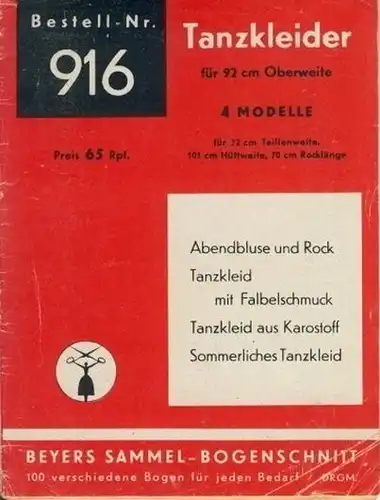 Bestell-Nr.
916
Preis 65 Rpf.
Tanzkleider
für 92 cm Oberweite
4 MODELLE
für 72 cm Taillenweite,
101 cm Hüftweite, 70 cm Rocklänge
Abendbluse und Rock
Tanzkleid
mit Falbelschmuck
Tanzkleid aus Karostoff
Sommerliches Tanzkleid
BEYERS SAMMEL-BOGENSCHNITT
100 verschiedene Bogen für jeden Bedarf / DRGM.